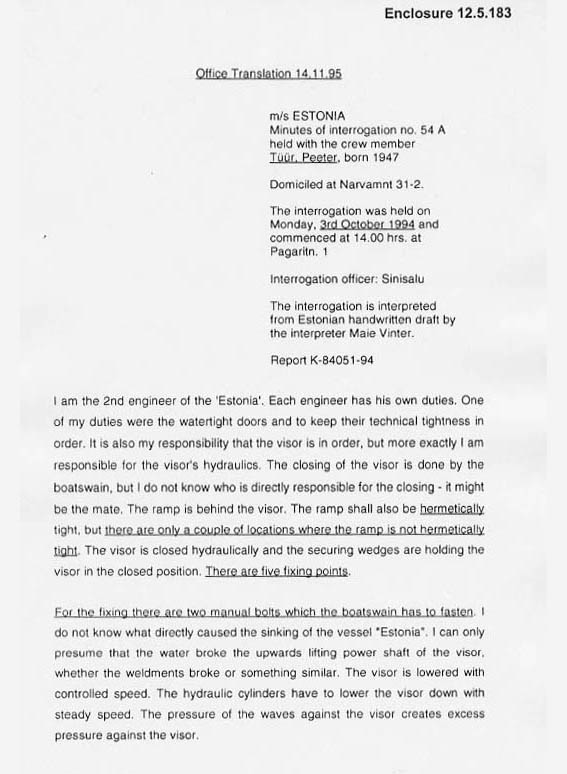 Enclosure 12.5.183
Office Translation 14.11.95
m/s ESTONIA
Minutes of interrogation no. 54 A
held with the crew member
Tüür, Peeter, born 1947
Domiciled at Narvamnt 31-2.
The interrogation was held on
Monday, 3rd October 1994 and
commenced at 14.00 hrs. at
Pagaritn. 1
Interrogation officer: Sinisalu
The interrogation is interpreted
from Estonian handwritten draft by
the interpreter Maie Vinter.
Report K-84051-94
I am the 2nd engineer of the 'Estonia'. Each engineer has his own duties. One
of my duties were the watertight doors and to keep their technical tightness in
order. It is also my responsibility that the visor is in order, but more exactly I am
responsible for the visor's hydraulics. The closing of the visor is done by the
boatswain, but I do not know who is directly responsible for the closing - it might
be the mate. The ramp is behind the visor. The ramp shall also be hermetically
tight, but there are only a couple of locations where the ramp is not hermetically
tight. The visor is closed hydraulically and the securing wedges are holding the
visor in the closed position. There are five fixing points.
For the fixing there are two manual bolts which the boatswain has to fasten. I
do not know what directly caused the sinking of the vessel "Estonia". I can only
presume that the water broke the upwards lifting power shaft of the visor,
whether the weldments broke or something similar. The visor is lowered with
controlled speed. The hydraulic cylinders have to lower the visor down with
steady speed. The pressure of the waves against the visor creates excess
pressure against the visor.